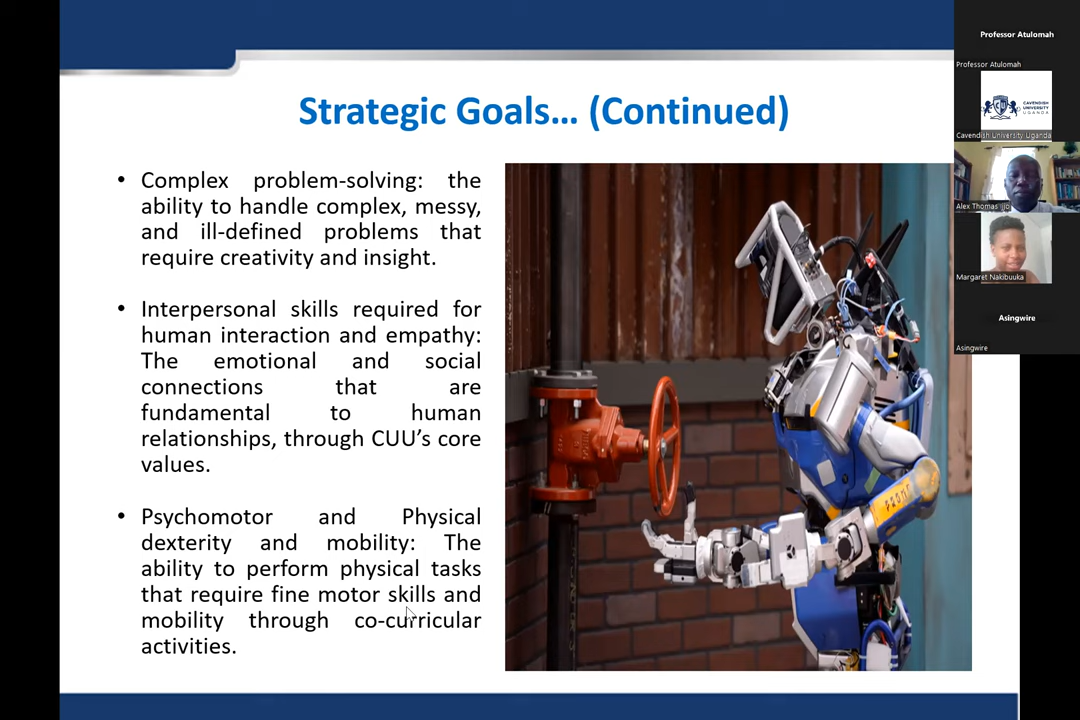 Strategic Goals... (Continued)
• Complex problem-solving: the
ability to handle complex, messy,
and ill-defined problems that
require creativity and insight.
• Interpersonal skills required for
human interaction and empathy:
The emotional and social
connections that are
fundamental to human
relationships, through CUU’s core
values.
• Psychomotor and Physical
dexterity and mobility: The
ability to perform physical tasks
that require fine motor skills and
mobility through co-curricular
activities.
Professor Atulomah
Professor Atulomah
CAVENDISH
UNIVERSITY
UGANDA
Cavendish University Uganda
Alex Thomas Ijjo
Margaret Nakibuuka
Asingwire
Asingwire